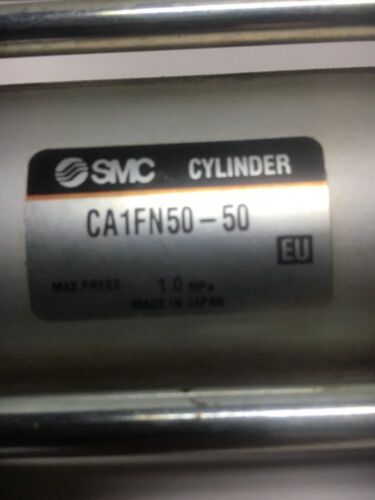 SMC CYLINDER
CA1FN50-50
EU
MAX PRESS 1.0 MPa
MADE IN JAPAN